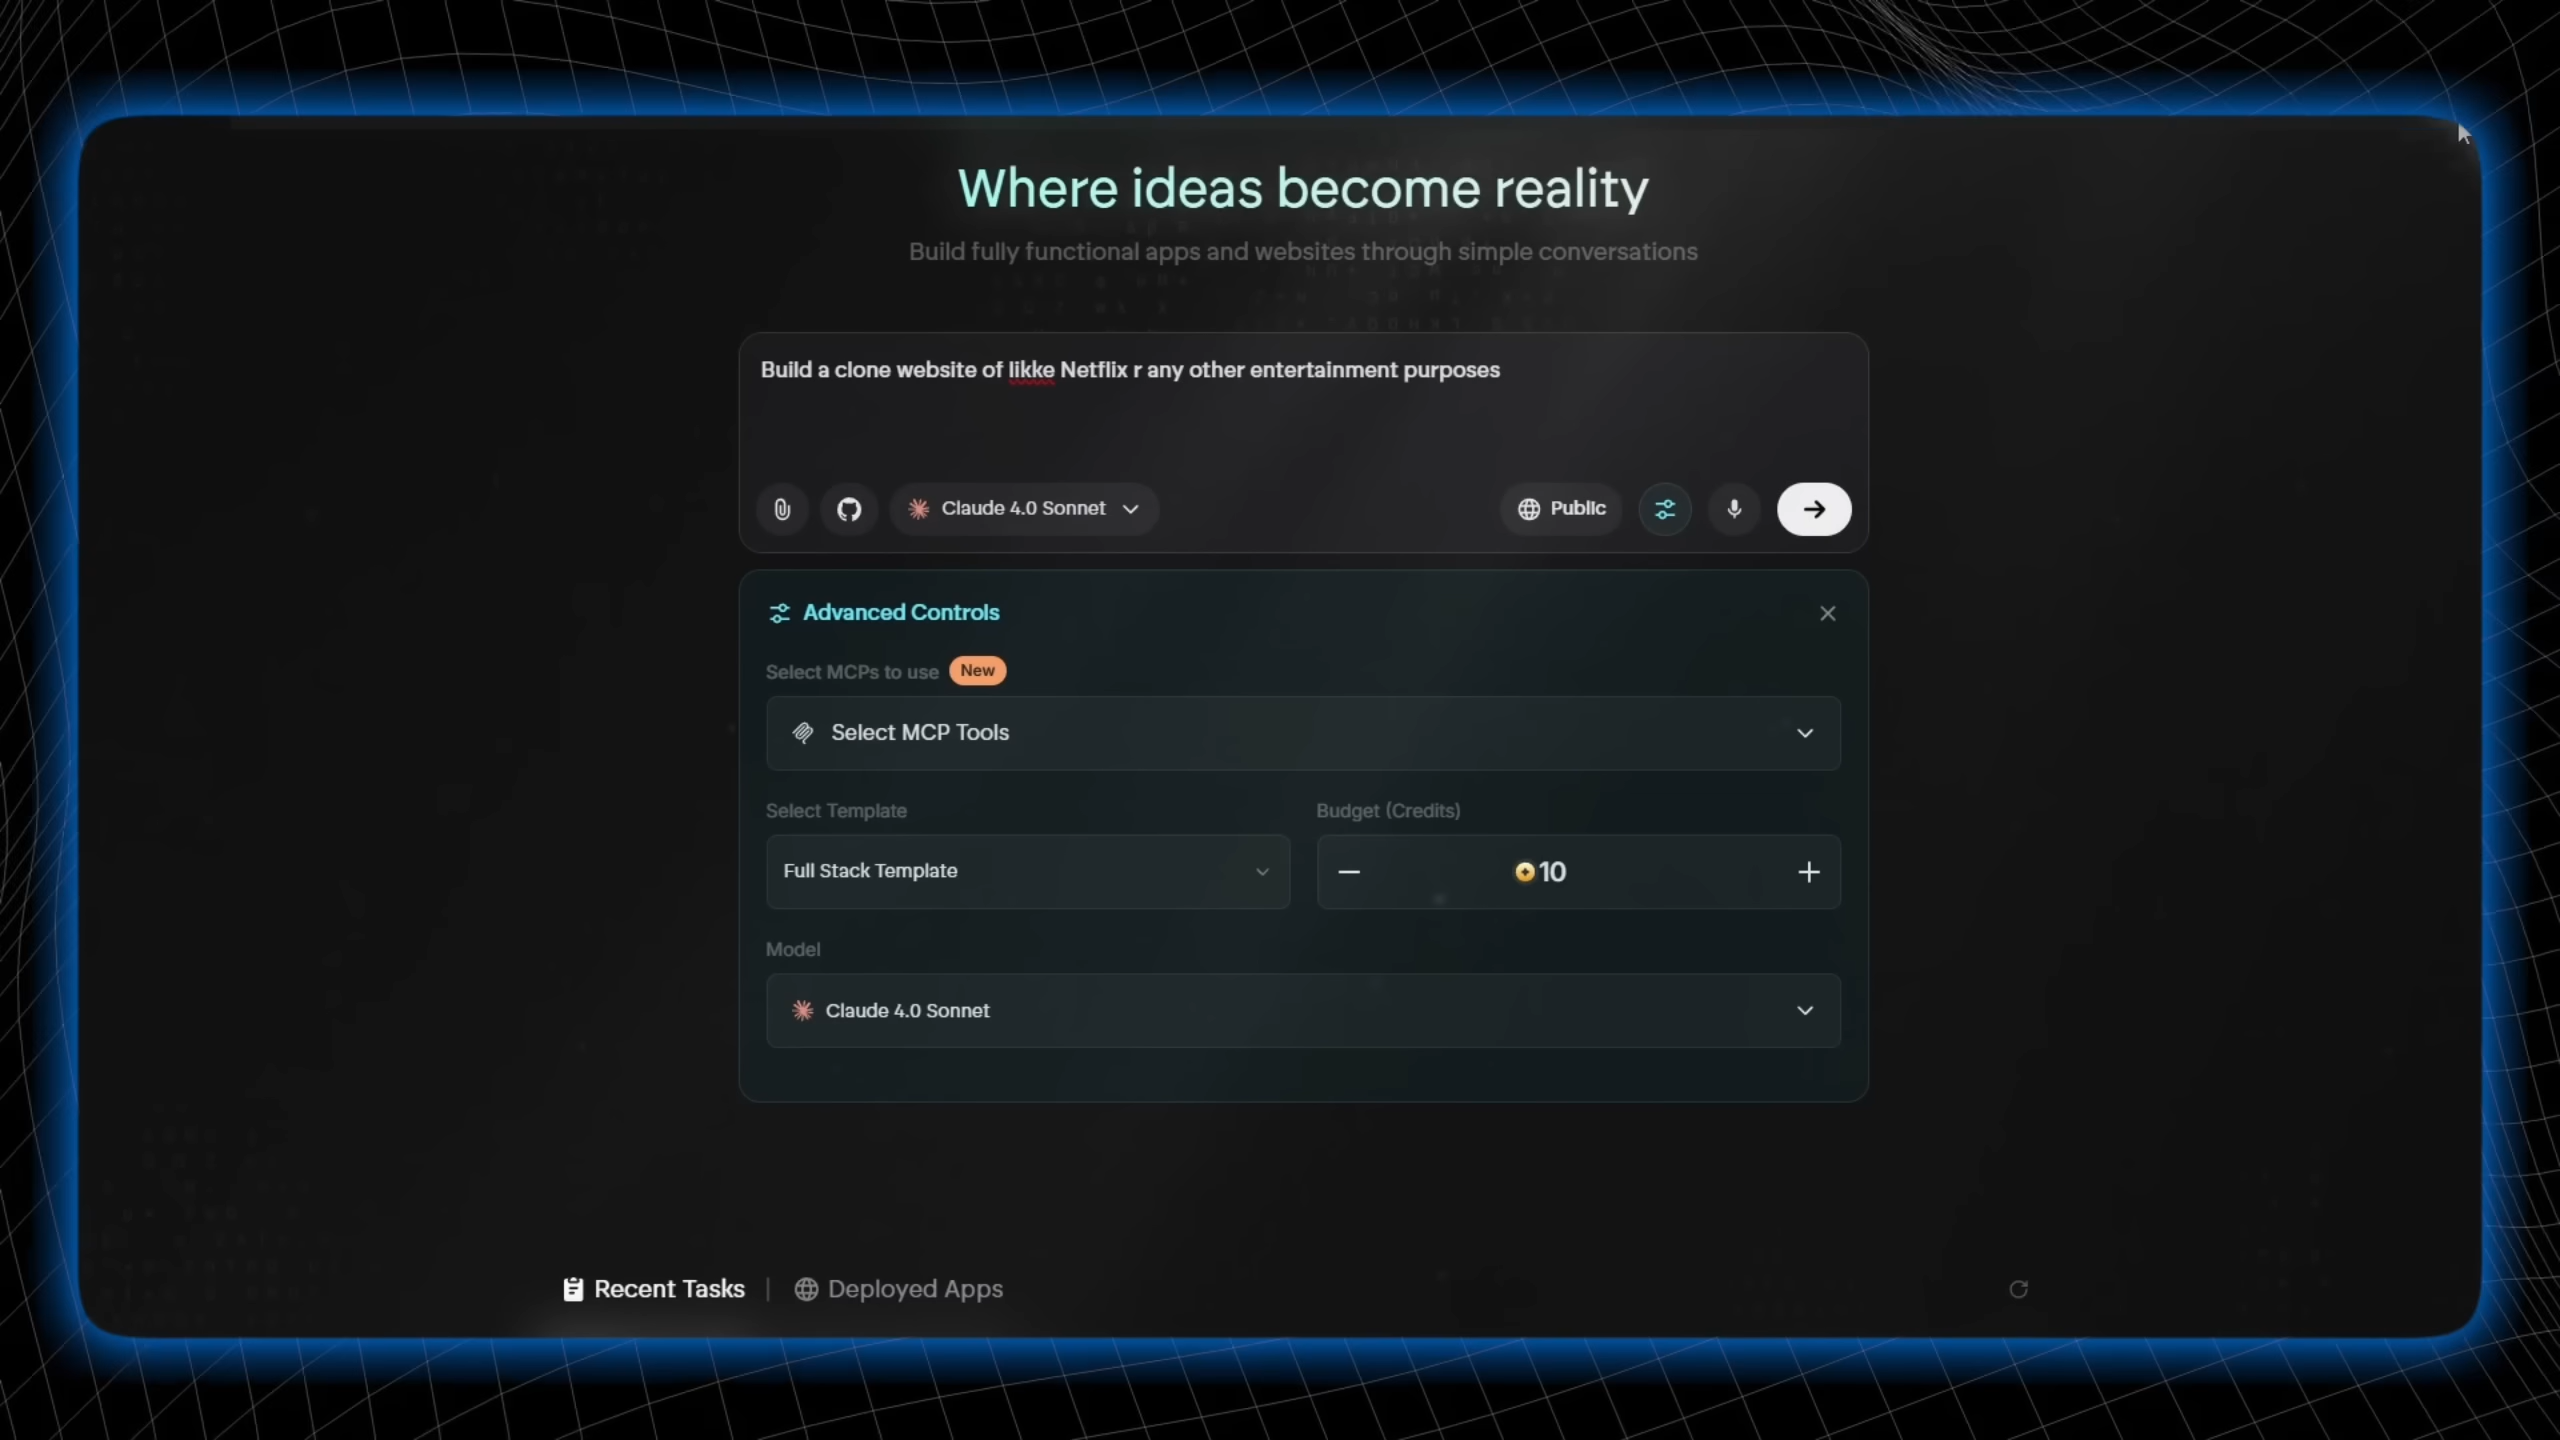 Where ideas become reality
Build fully functional apps and websites through simple conversations
Build a clone website of likke Netflix r any other entertainment purposes
Claude 4.0 Sonnet
Public
Advanced Controls
Select MCPs to use New
Select MCP Tools
Select Template
Budget (Credits)
Full Stack Template
10
Model
Claude 4.0 Sonnet
Recent Tasks | Deployed Apps